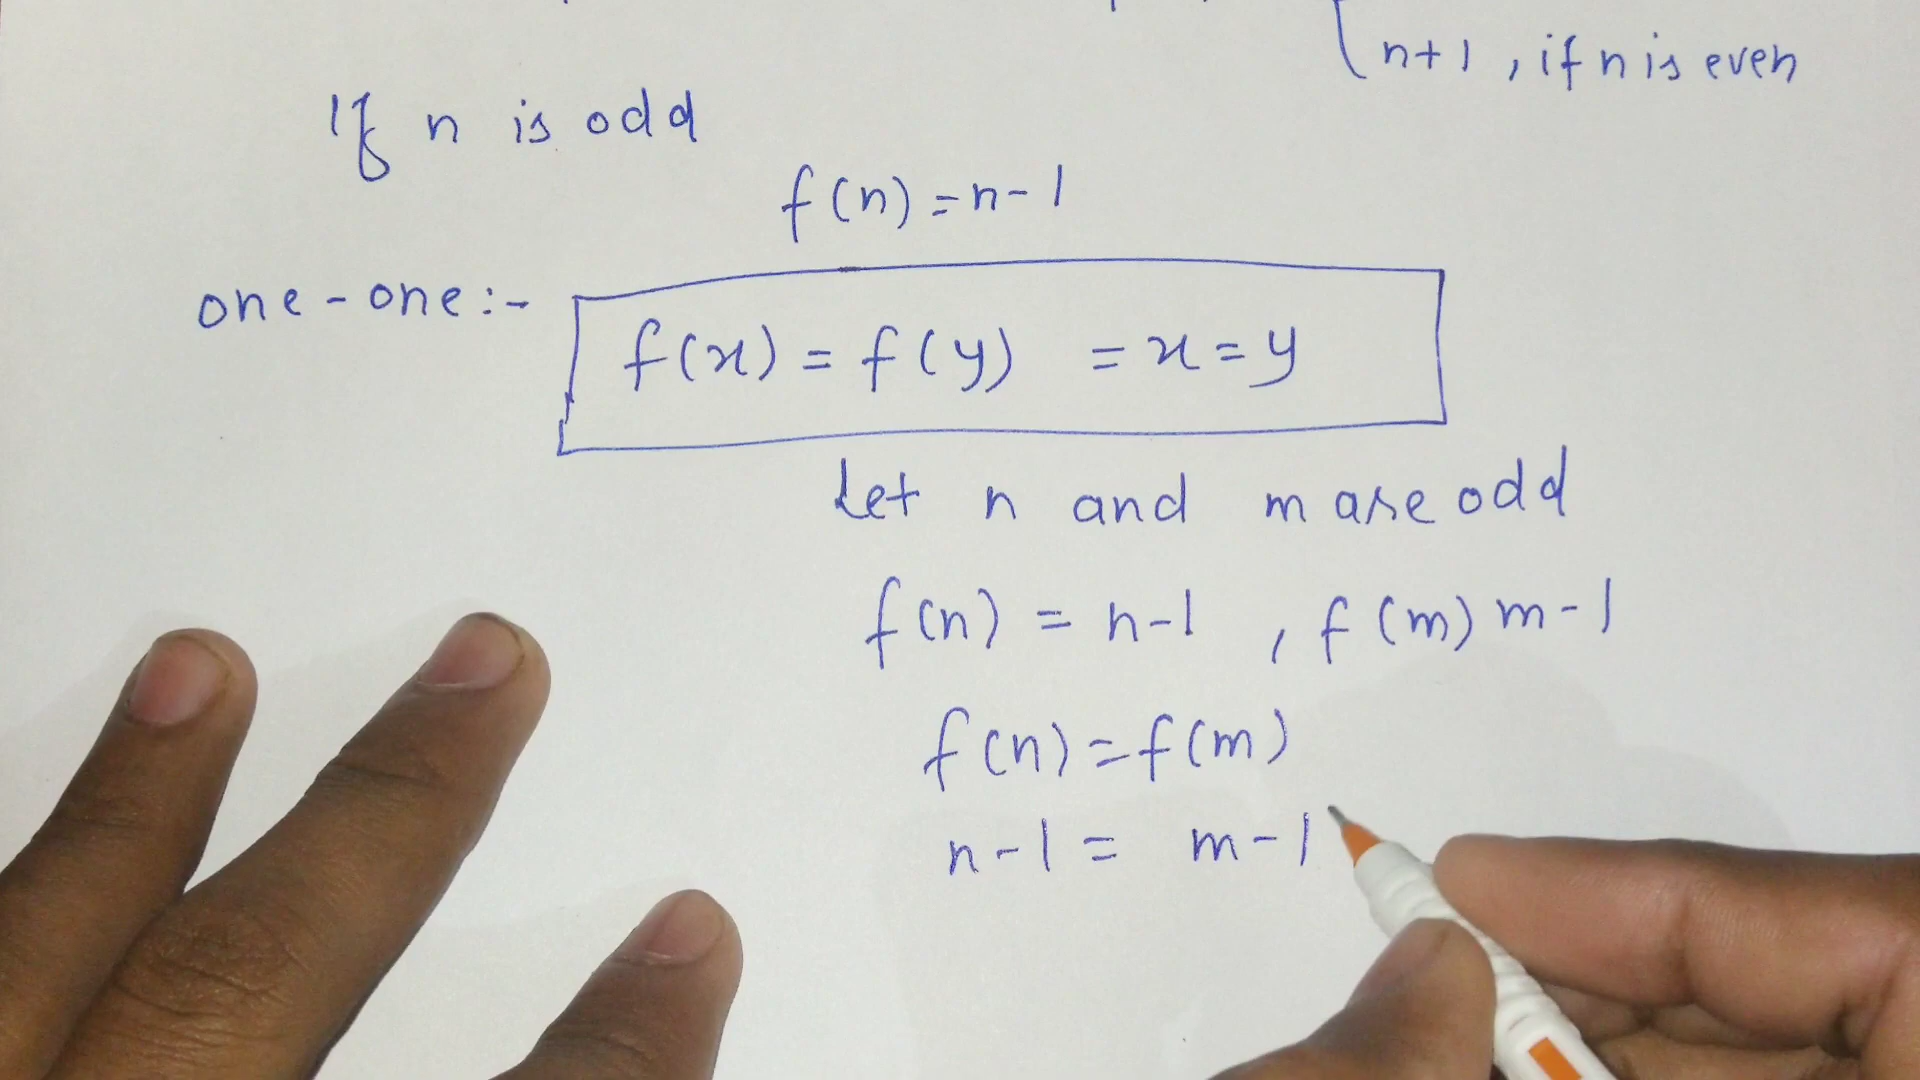 n+1 , if n is even
If n is odd
f(n) = n-1
one-one:-
f(x) = f(y) = x = y
Let n and m are odd
f(n) = n-1 , f(m) m-1
f(n) = f(m)
n-1 = m-1